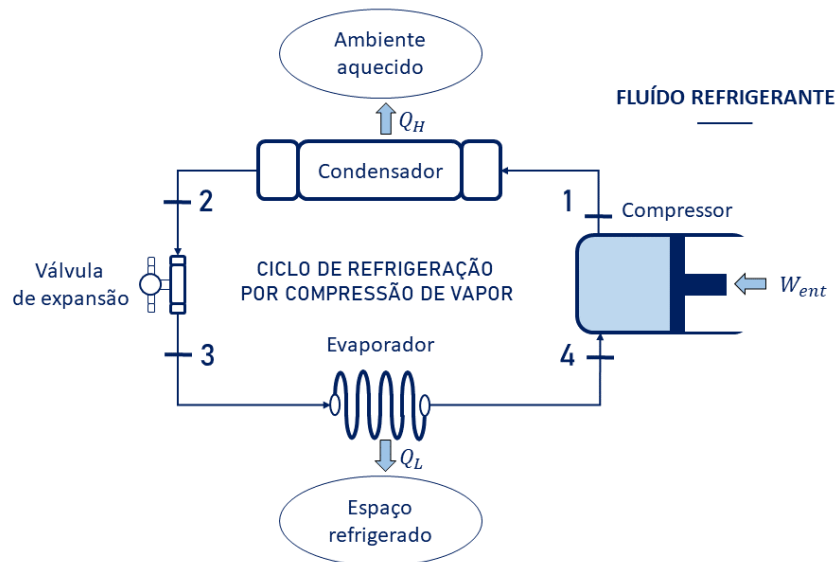 Ambiente
aquecido
Q_H
FLUÍDO REFRIGERANTE
Condensador
2
1
Compressor
Válvula
de expansão
CICLO DE REFRIGERAÇÃO
POR COMPRESSÃO DE VAPOR
W_ent
3
Evaporador
4
Q_L
Espaço
refrigerado